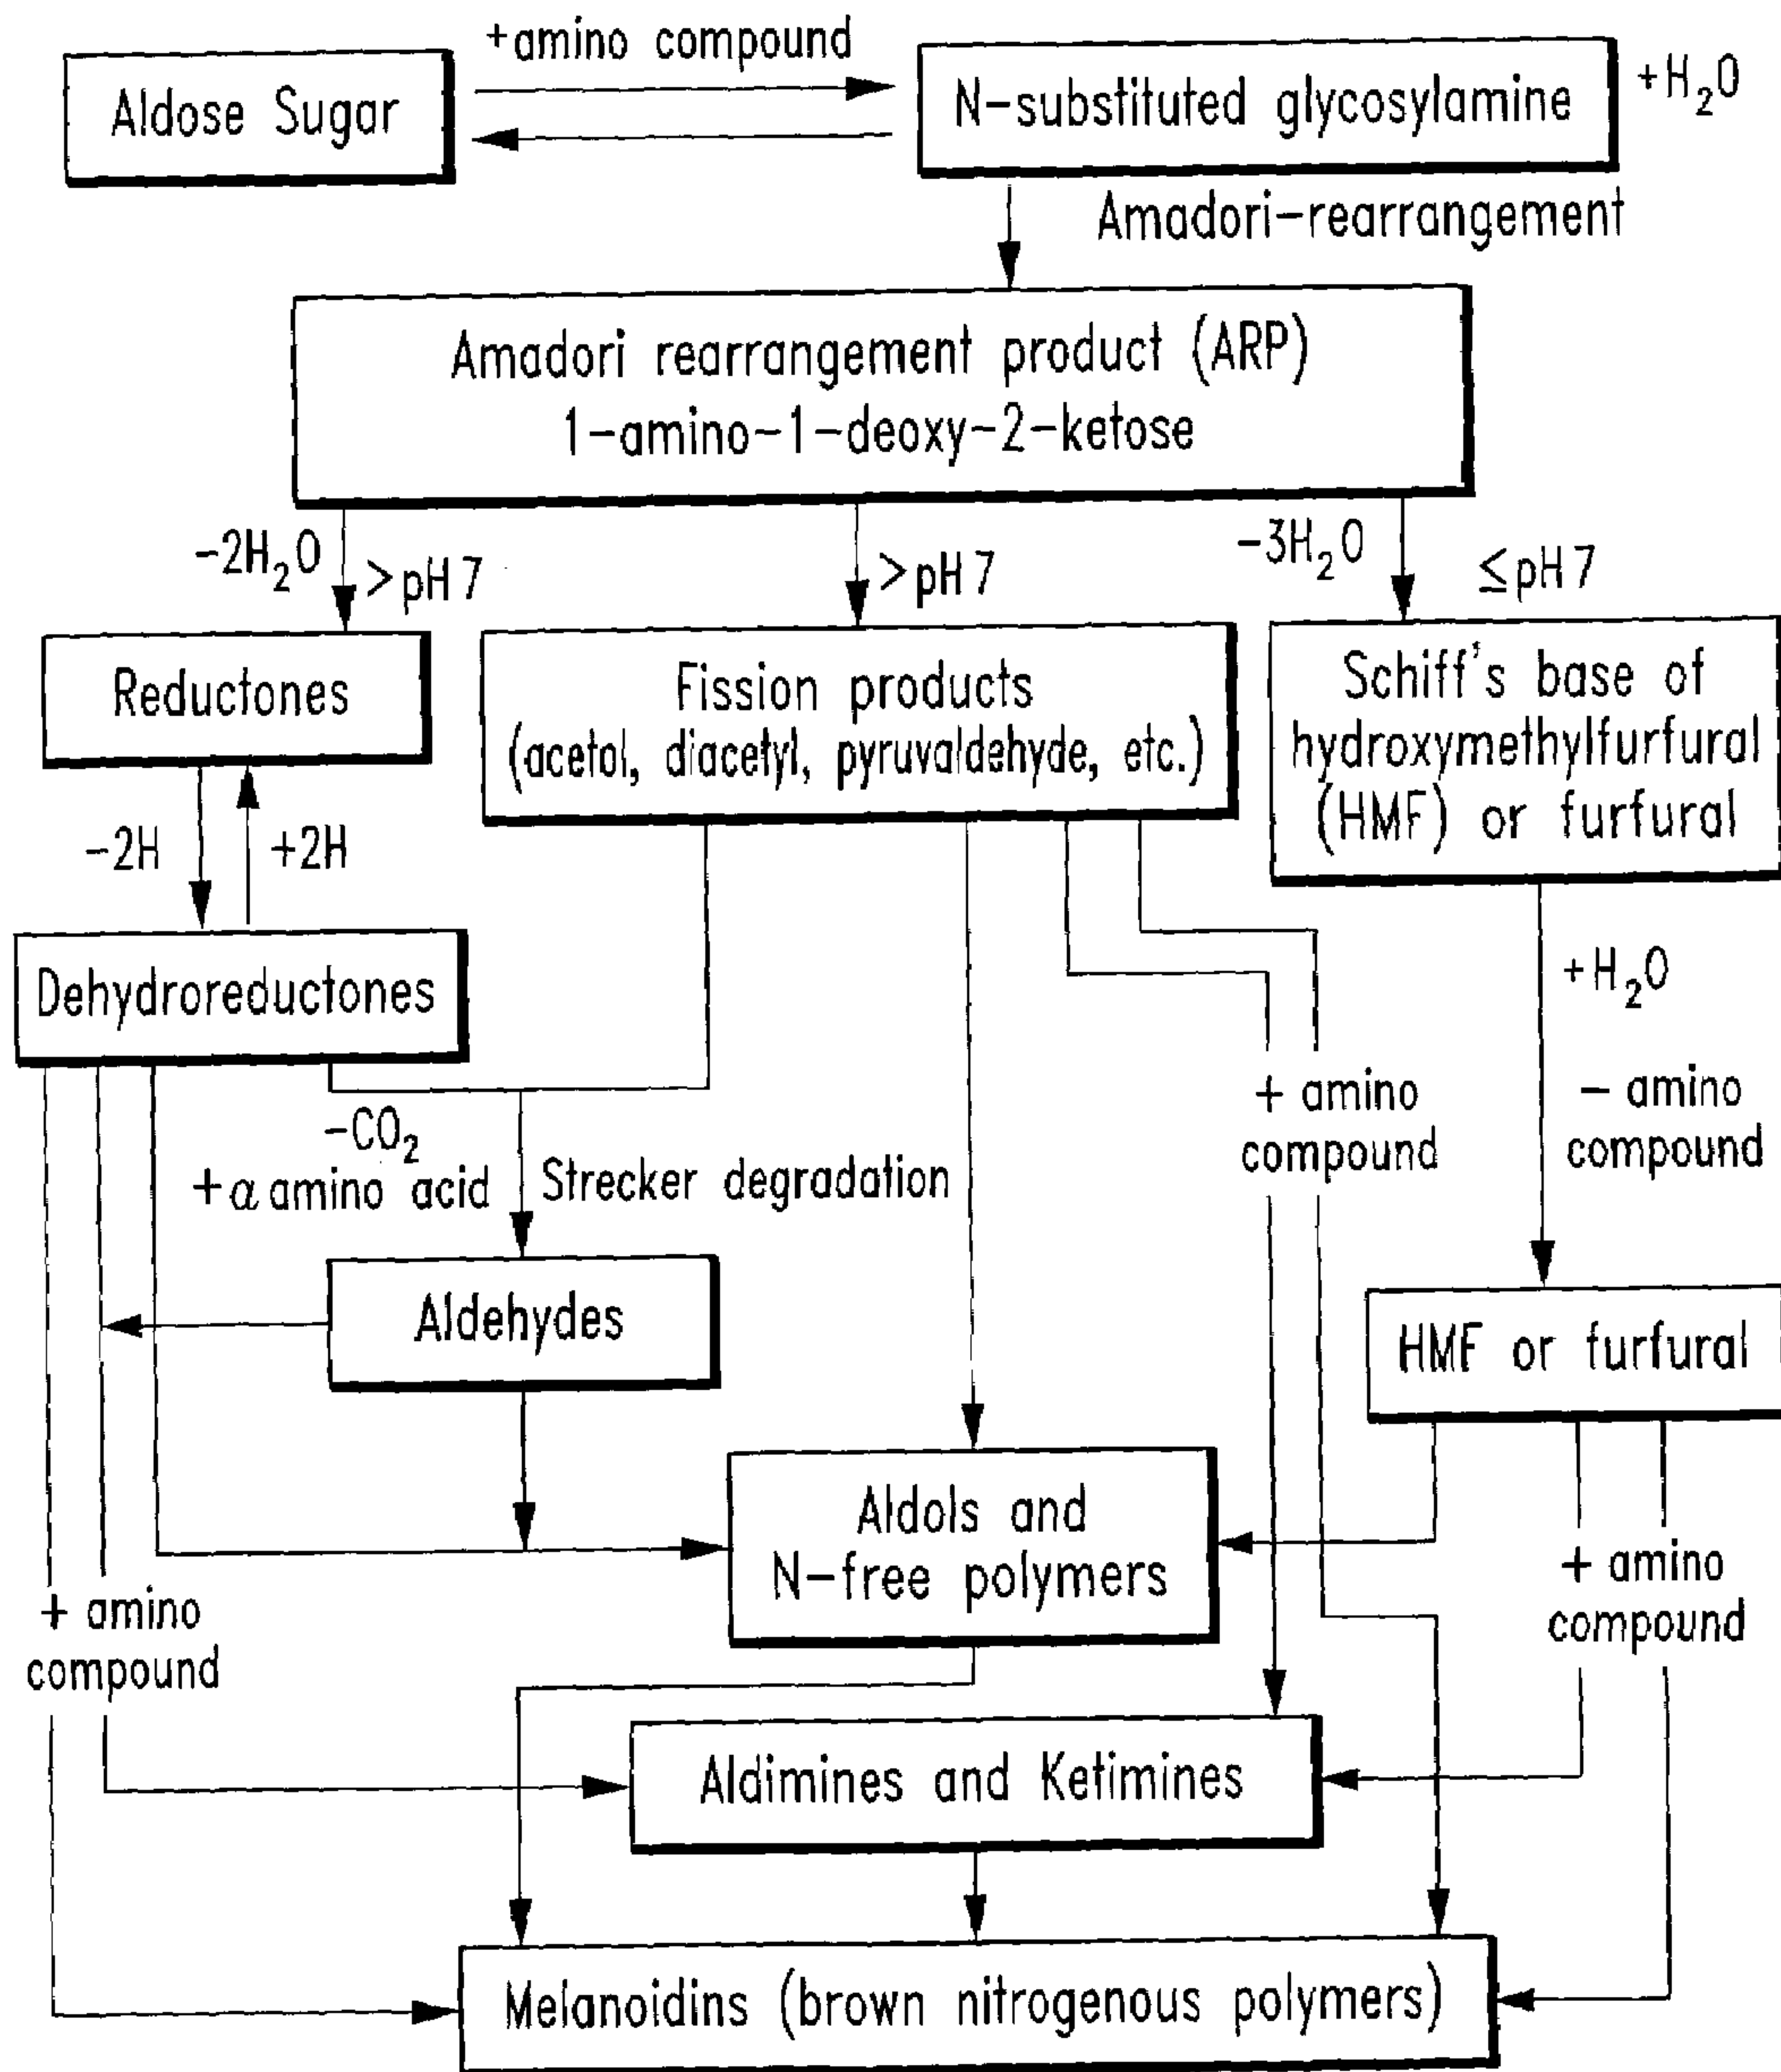 +amino compound
Aldose Sugar
N-substituted glycosylamine
+H₂O
Amadori-rearrangement
Amadori rearrangement product (ARP)
1-amino-1-deoxy-2-ketose
-2H₂O
>pH 7
>pH 7
-3H₂O
≤pH 7
Reductones
Fission products
(acetol, diacetyl, pyruvaldehyde, etc.)
Schiff's base of
hydroxymethylfurfural
(HMF) or furfural
-2H
+2H
Dehydroreductones
+H₂O
-CO₂
+α amino acid
Strecker degradation
+ amino
compound
- amino
compound
Aldehydes
HMF or furfural
Aldols and
N-free polymers
+ amino
compound
+ amino
compound
Aldimines and Ketimines
Melanoidins (brown nitrogenous polymers)